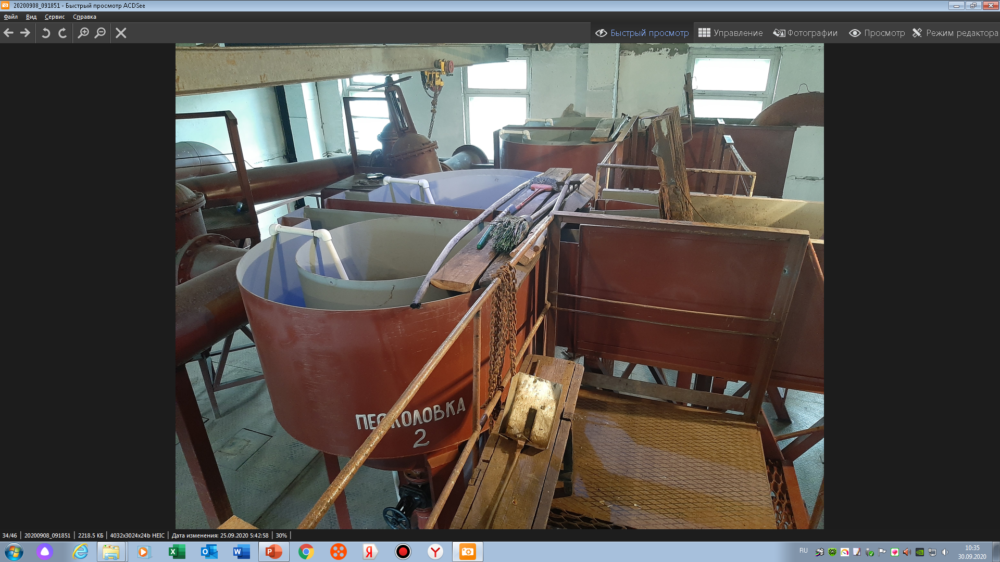 20200908_091851 - Быстрый просмотр ACDSee
Файл Вид Сервис Справка
Быстрый просмотр Управление Фотографии Просмотр Режим редактора
ПЕСКОЛОВКА
2
34/46 20200908_091851 2218.5 КБ 4032x3024x24b HEIC Дата изменения: 25.09.2020 5:42:58 30%
RU
10:35
30.09.2020